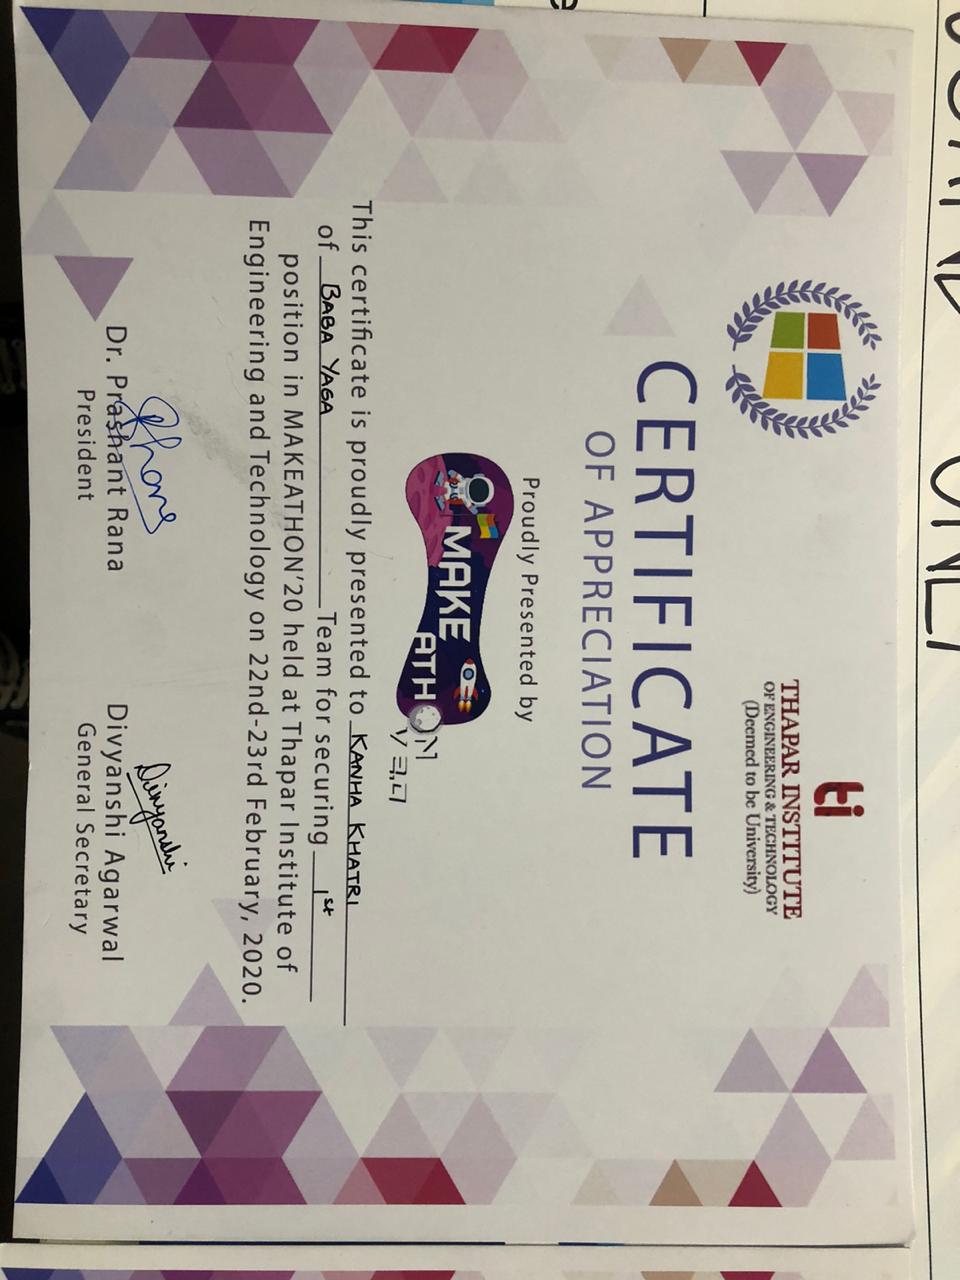 THAPAR INSTITUTE
OF ENGINEERING & TECHNOLOGY
(Deemed to be University)
CERTIFICATE
OF APPRECIATION
Proudly Presented by
MAKE
ATHON
V 3.0
This certificate is proudly presented to KANHA KHATRI
of BABA YAGA Team for securing 1st
position in MAKEATHON'20 held at Thapar Institute of
Engineering and Technology on 22nd-23rd February, 2020.
Dr. Prashant Rana
President
Divyanshi
Divyanshi Agarwal
General Secretary
ONLY